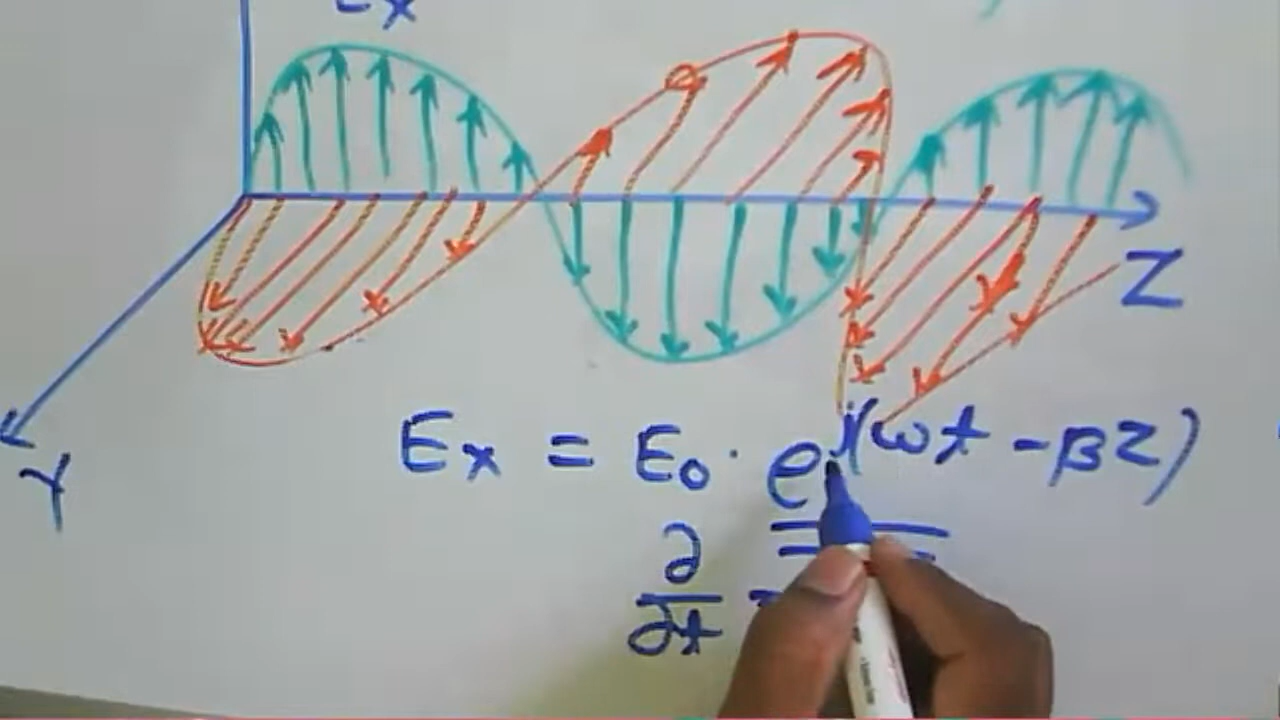 Ex
Z
Y
Ex = E0 · e^j(ωt - βz)
∂/∂t =